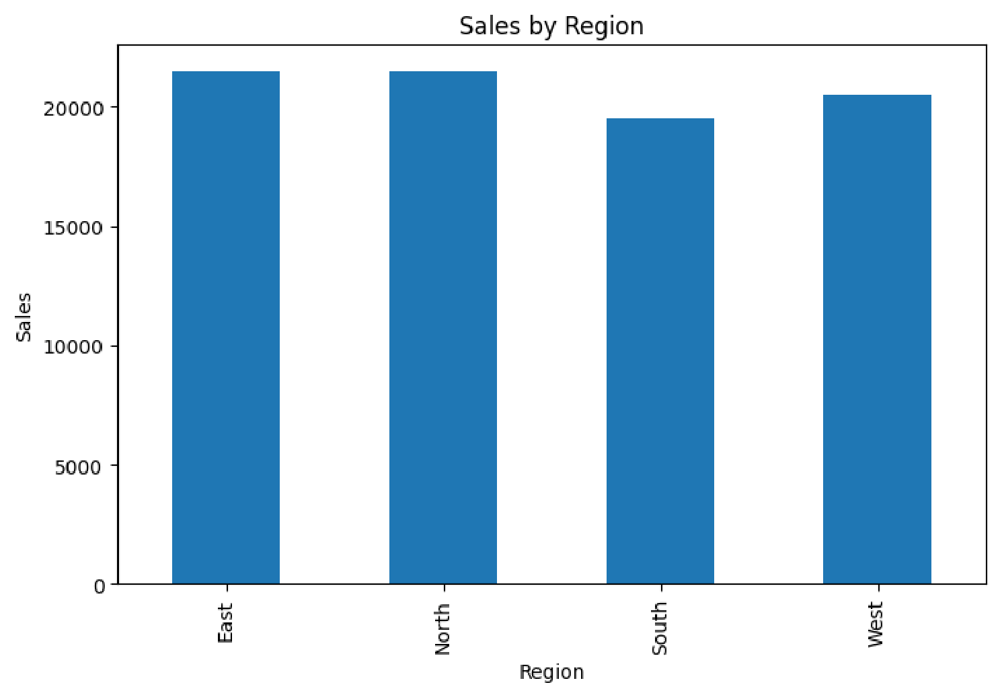 Sales by Region
20000
15000
10000
5000
0
Sales
East
North
South
West
Region